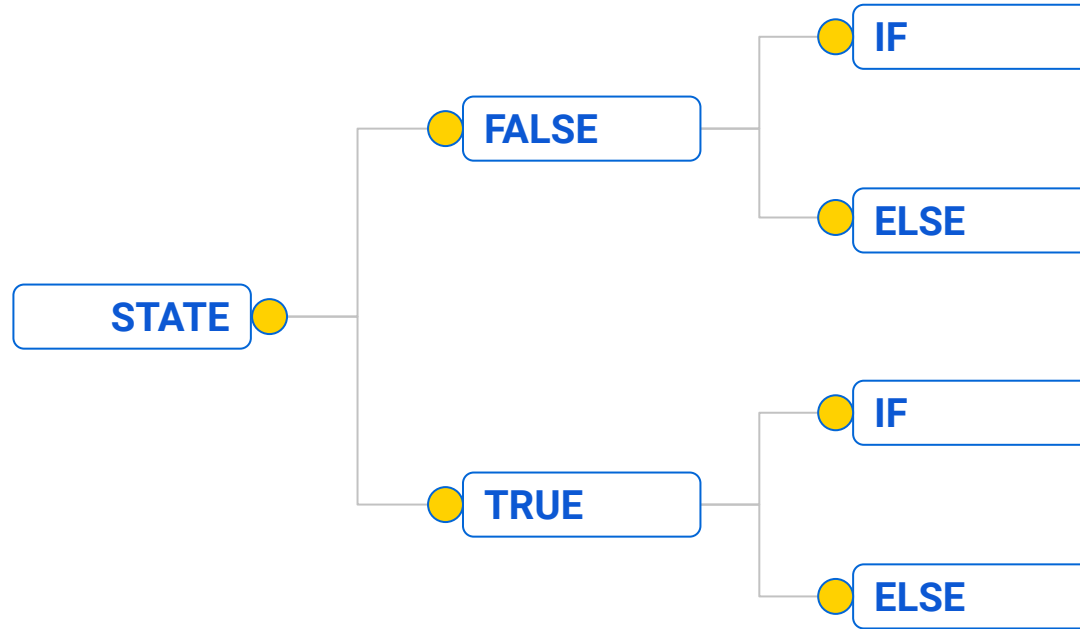 IF
FALSE
ELSE
STATE
IF
TRUE
ELSE